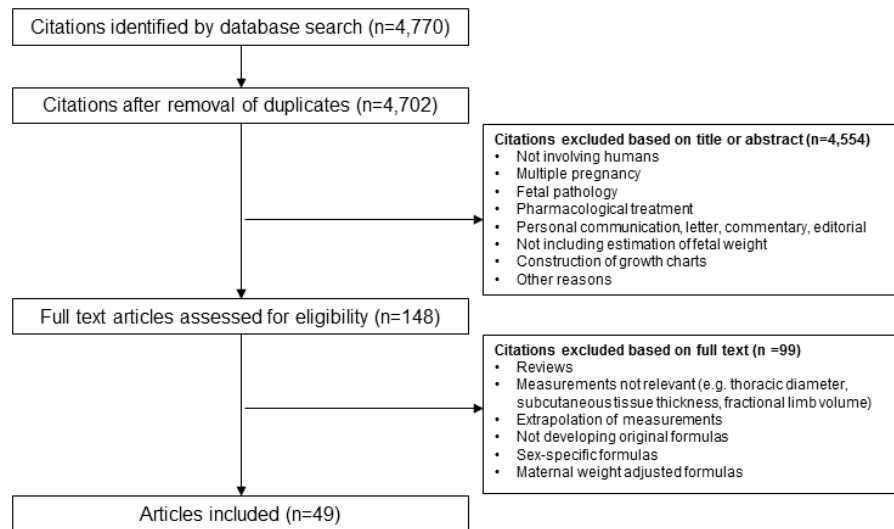 Citations identified by database search (n=4,770)
Citations after removal of duplicates (n=4,702)
Citations excluded based on title or abstract (n=4,554)
• Not involving humans
• Multiple pregnancy
• Fetal pathology
• Pharmacological treatment
• Personal communication, letter, commentary, editorial
• Not including estimation of fetal weight
• Construction of growth charts
• Other reasons
Full text articles assessed for eligibility (n=148)
Citations excluded based on full text (n =99)
• Reviews
• Measurements not relevant (e.g. thoracic diameter,
subcutaneous tissue thickness, fractional limb volume)
• Extrapolation of measurements
• Not developing original formulas
• Sex-specific formulas
• Maternal weight adjusted formulas
Articles included (n=49)